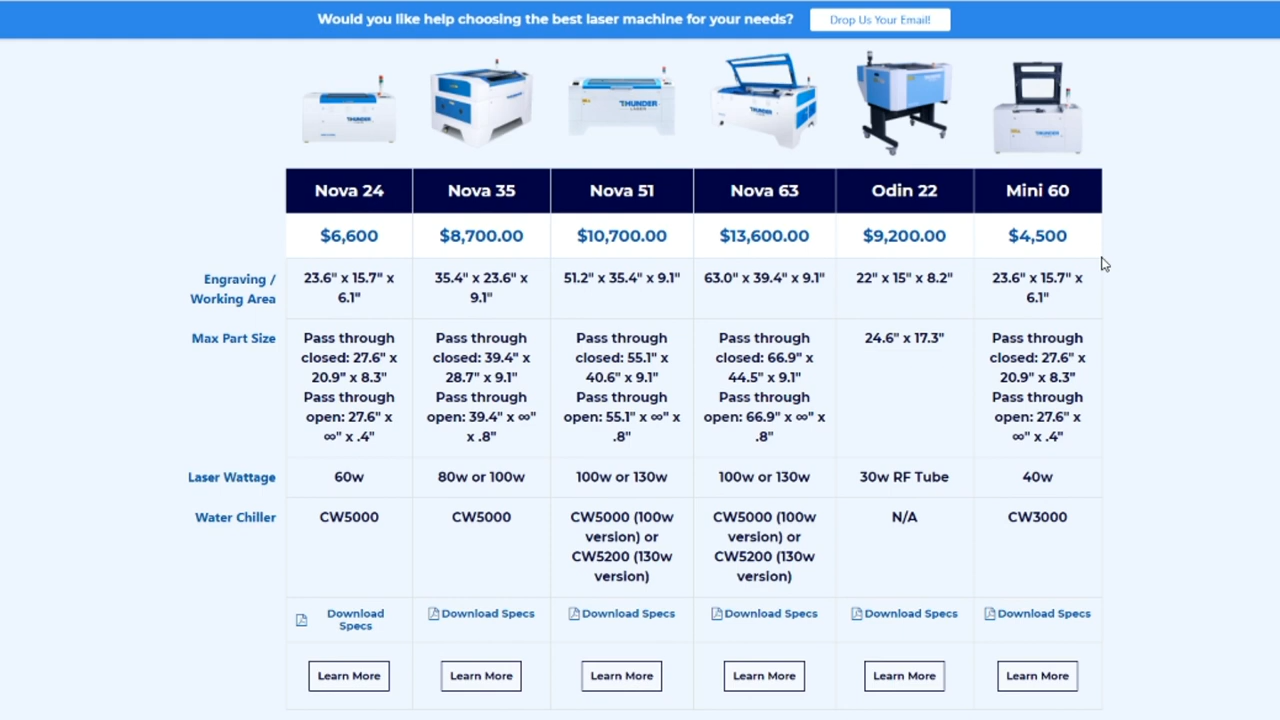 Would you like help choosing the best laser machine for your needs? Drop Us Your Email!
THUNDER
THUNDER
LASER
THUNDER
THUNDER
Nova 24 Nova 35 Nova 51 Nova 63 Odin 22 Mini 60
$6,600 $8,700.00 $10,700.00 $13,600.00 $9,200.00 $4,500
Engraving / 23.6" x 15.7" x 35.4" x 23.6" x 51.2" x 35.4" x 9.1" 63.0" x 39.4" x 9.1" 22" x 15" x 8.2" 23.6" x 15.7" x
Working Area 6.1" 9.1" 6.1"
Max Part Size Pass through Pass through Pass through Pass through 24.6" x 17.3" Pass through
closed: 27.6" x closed: 39.4" x closed: 55.1" x closed: 66.9" x closed: 27.6" x
20.9" x 8.3" 28.7" x 9.1" 40.6" x 9.1" 44.5" x 9.1" 20.9" x 8.3"
Pass through Pass through Pass through Pass through Pass through
open: 27.6" x open: 39.4" x ∞" open: 55.1" x ∞" x open: 66.9" x ∞" x open: 27.6" x
∞" x .4" x .8" .8" .8" ∞" x .4"
Laser Wattage 60w 80w or 100w 100w or 130w 100w or 130w 30w RF Tube 40w
Water Chiller CW5000 CW5000 CW5000 (100w CW5000 (100w N/A CW3000
version) or version) or
CW5200 (130w CW5200 (130w
version) version)
Download Specs Download Specs Download Specs Download Specs Download Specs Download Specs
Learn More Learn More Learn More Learn More Learn More Learn More